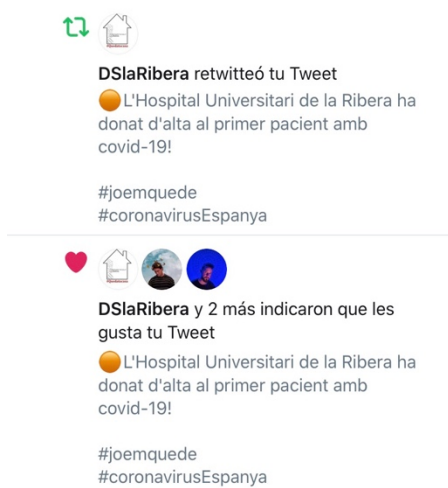 DSlaRibera retwitteó tu Tweet
🟠L'Hospital Universitari de la Ribera ha
donat d'alta al primer pacient amb
covid-19!
#joemquede
#coronavirusEspanya
DSlaRibera y 2 más indicaron que les
gusta tu Tweet
🟠L'Hospital Universitari de la Ribera ha
donat d'alta al primer pacient amb
covid-19!
#joemquede
#coronavirusEspanya